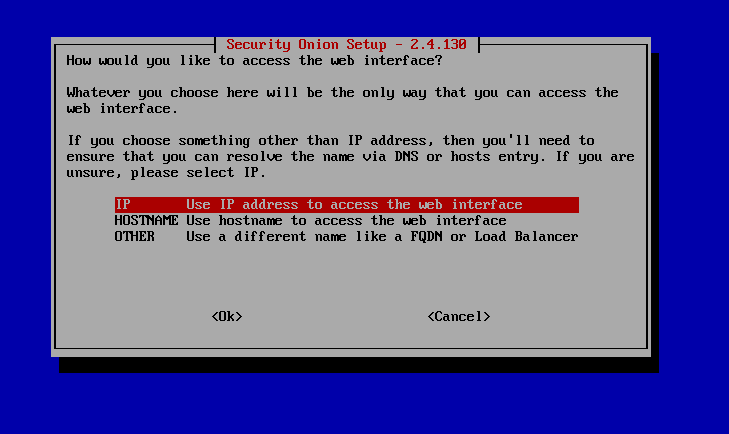 Security Onion Setup - 2.4.130
How would you like to access the web interface?
Whatever you choose here will be the only way that you can access the
web interface.
If you choose something other than IP address, then you'll need to
ensure that you can resolve the name via DNS or hosts entry. If you are
unsure, please select IP.
IP Use IP address to access the web interface
HOSTNAME Use hostname to access the web interface
OTHER Use a different name like a FQDN or Load Balancer
<Ok> <Cancel>